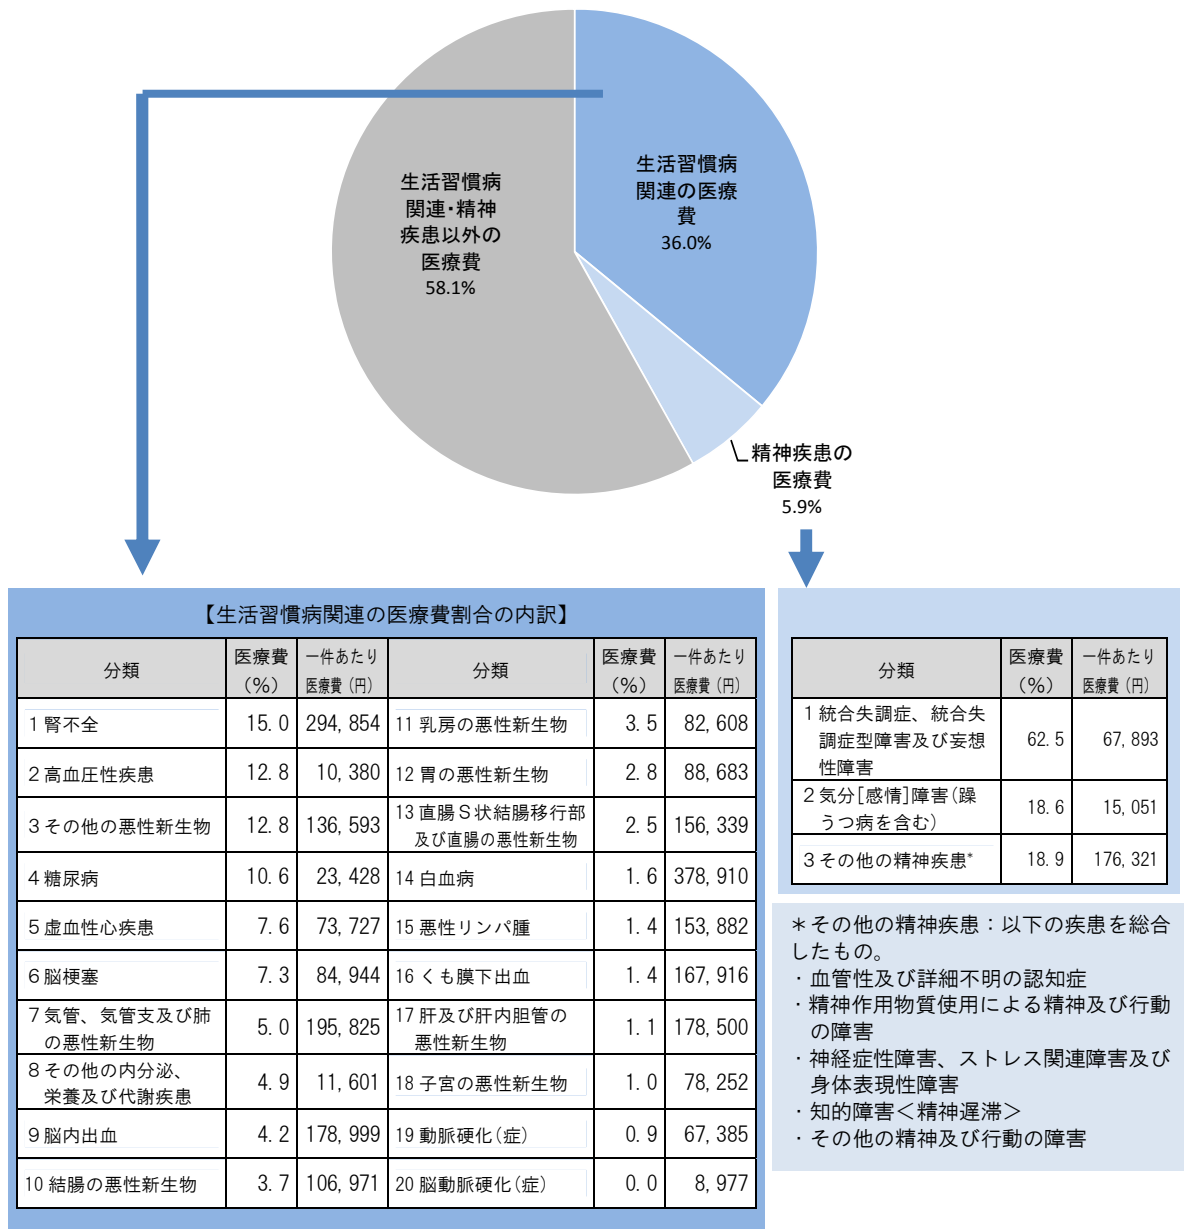 生活習慣病
関連の医療
費
36.0%
生活習慣病
関連・精神
疾患以外の
医療費
58.1%
精神疾患の
医療費
5.9%
【生活習慣病関連の医療費割合の内訳】
分類 医療費（%） 一件あたり医療費（円） 分類 医療費（%） 一件あたり医療費（円）
1 腎不全 15.0 294,854 11 乳房の悪性新生物 3.5 82,608
2 高血圧性疾患 12.8 10,380 12 胃の悪性新生物 2.8 88,683
3 その他の悪性新生物 12.8 136,593 13 直腸Ｓ状結腸移行部及び直腸の悪性新生物 2.5 156,339
4 糖尿病 10.6 23,428 14 白血病 1.6 378,910
5 虚血性心疾患 7.6 73,727 15 悪性リンパ腫 1.4 153,882
6 脳梗塞 7.3 84,944 16 くも膜下出血 1.4 167,916
7 気管、気管支及び肺の悪性新生物 5.0 195,825 17 肝及び肝内胆管の悪性新生物 1.1 178,500
8 その他の内分泌、栄養及び代謝疾患 4.9 11,601 18 子宮の悪性新生物 1.0 78,252
9 脳内出血 4.2 178,999 19 動脈硬化(症) 0.9 67,385
10 結腸の悪性新生物 3.7 106,971 20 脳動脈硬化(症) 0.0 8,977
分類 医療費（%） 一件あたり医療費（円）
1 統合失調症、統合失調症型障害及び妄想性障害 62.5 67,893
2 気分[感情]障害(躁うつ病を含む) 18.6 15,051
3 その他の精神疾患* 18.9 176,321
＊その他の精神疾患：以下の疾患を総合
したもの。
・血管性及び詳細不明の認知症
・精神作用物質使用による精神及び行動
の障害
・神経症性障害、ストレス関連障害及び
身体表現性障害
・知的障害＜精神遅滞＞
・その他の精神及び行動の障害